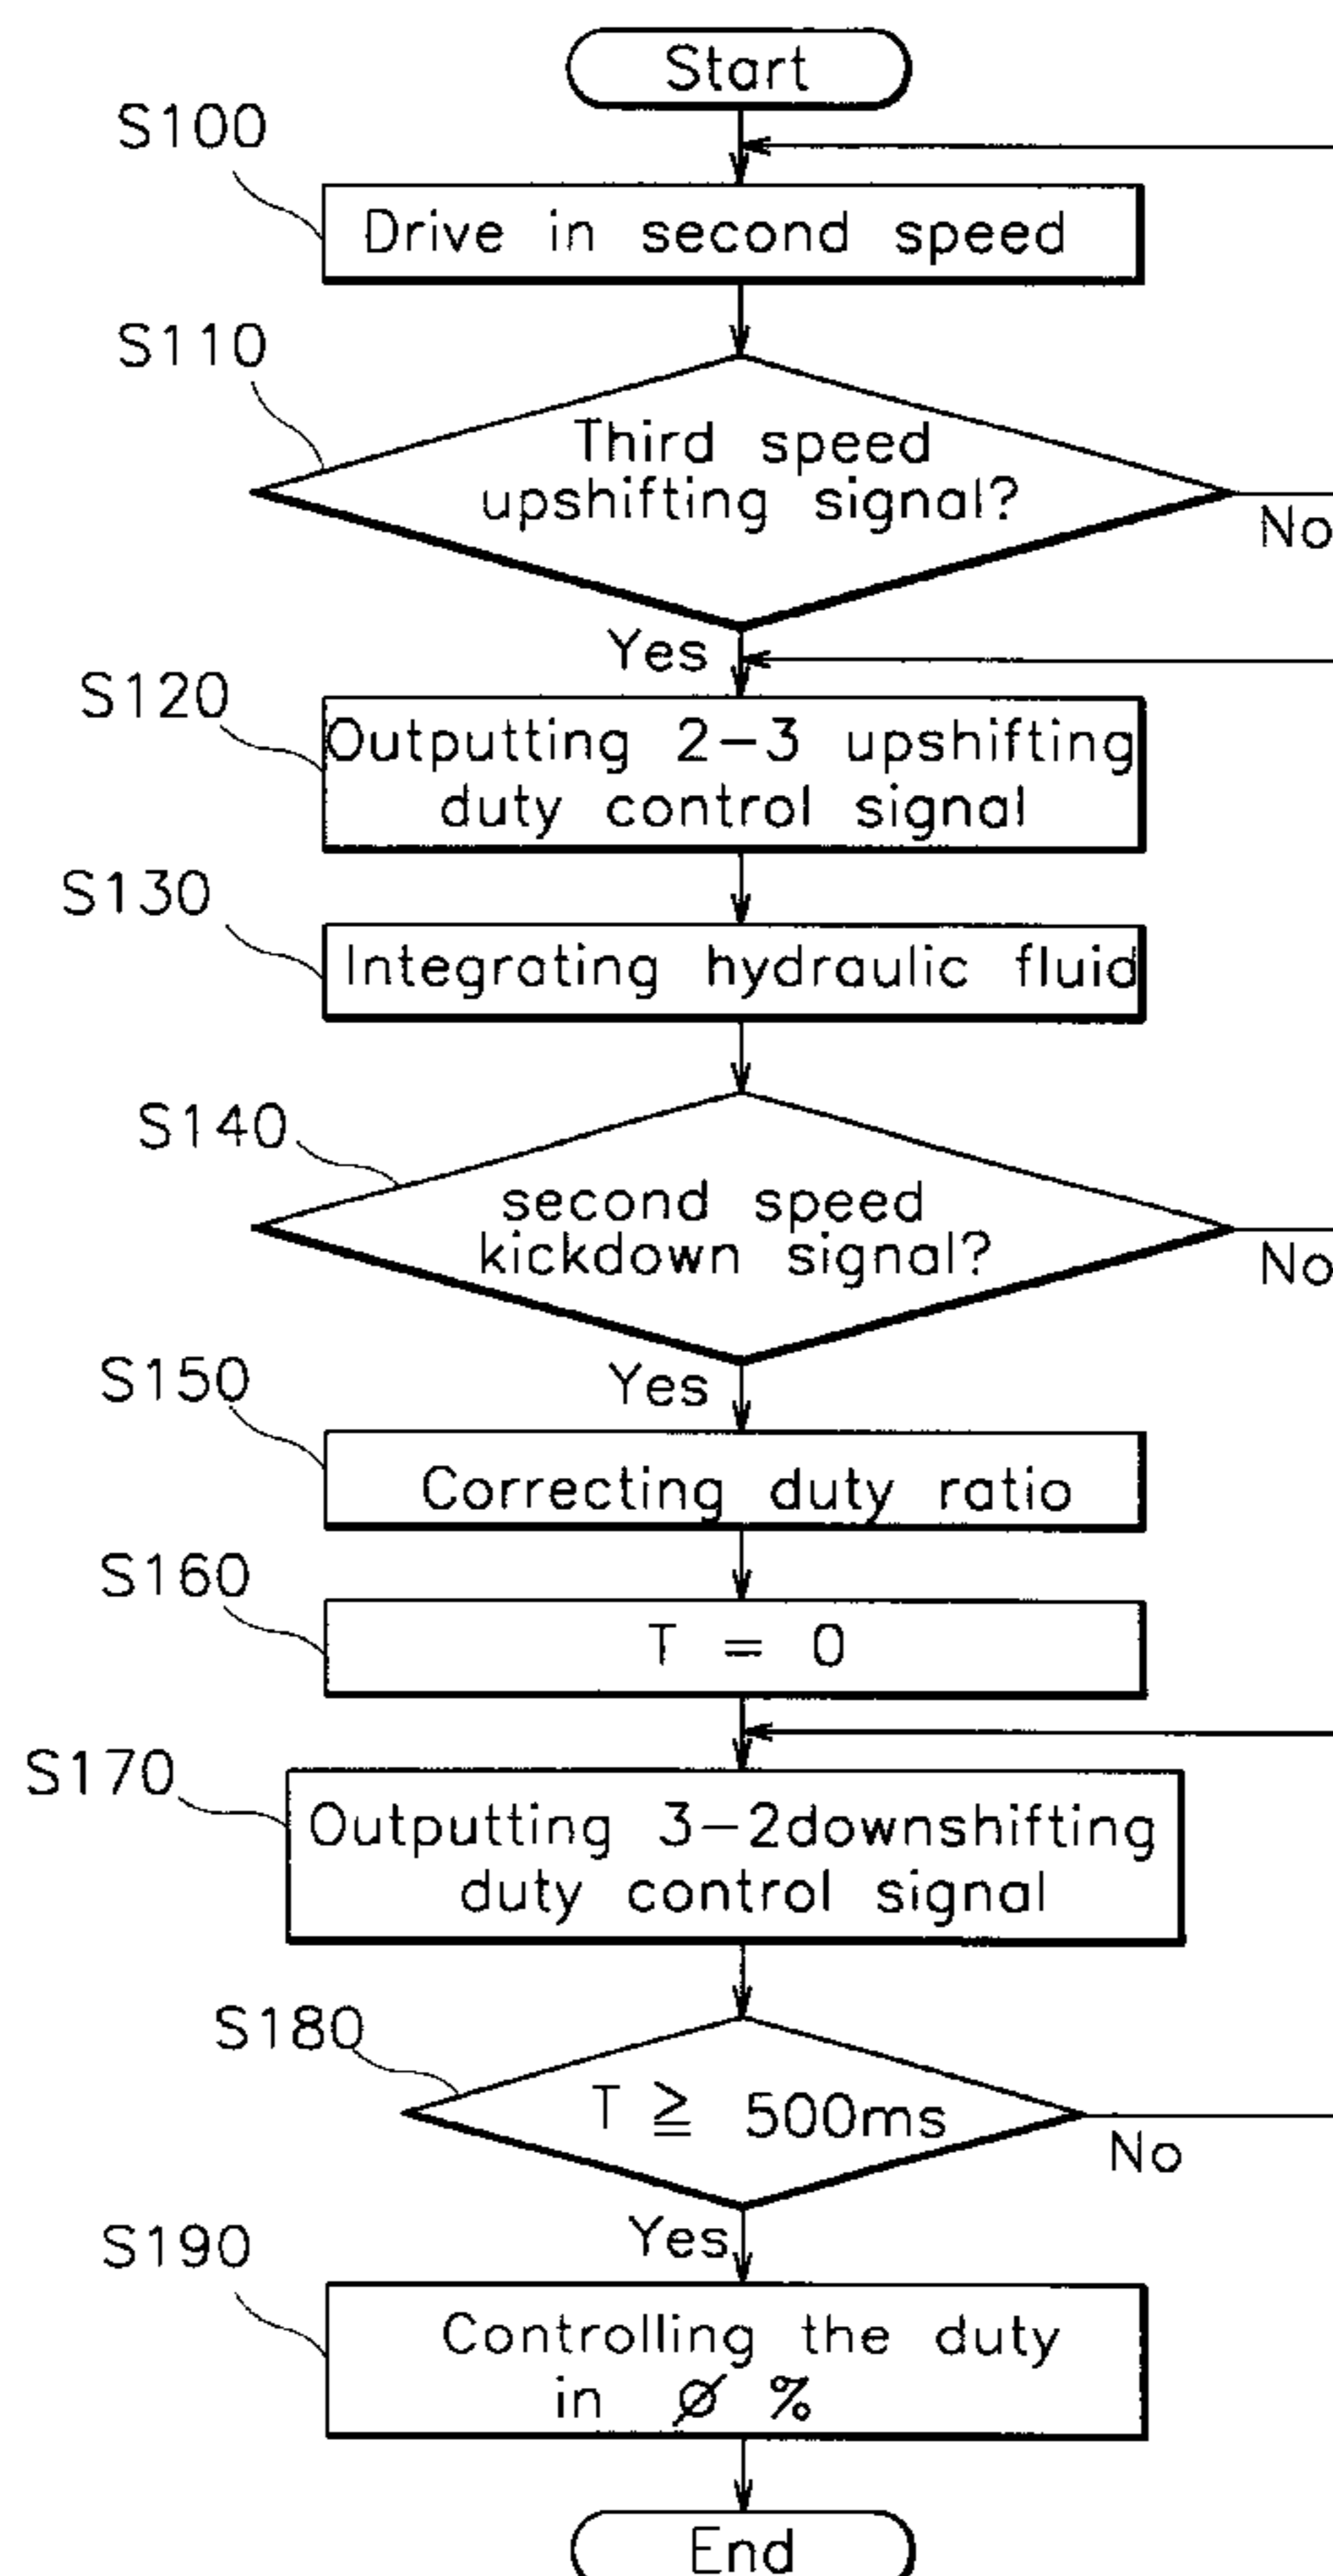 Start
S100
Drive in second speed
S110
Third speed
upshifting signal?
No
Yes
S120
Outputting 2-3 upshifting
duty control signal
S130
Integrating hydraulic fluid
S140
second speed
kickdown signal?
No
Yes
S150
Correcting duty ratio
S160
T = 0
S170
Outputting 3-2downshifting
duty control signal
S180
T ≧ 500ms
No
Yes
S190
Controlling the duty
in ∅ %
End